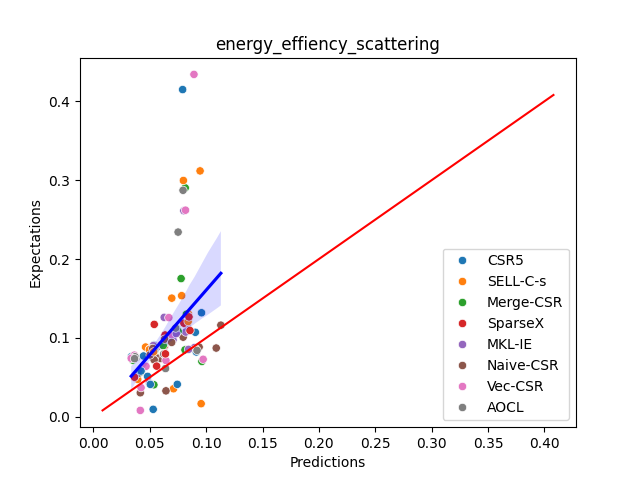 energy_effiency_scattering
Expectations
0.4
0.3
0.2
0.1
0.0
CSR5
SELL-C-s
Merge-CSR
SparseX
MKL-IE
Naive-CSR
Vec-CSR
AOCL
0.00 0.05 0.10 0.15 0.20 0.25 0.30 0.35 0.40
Predictions